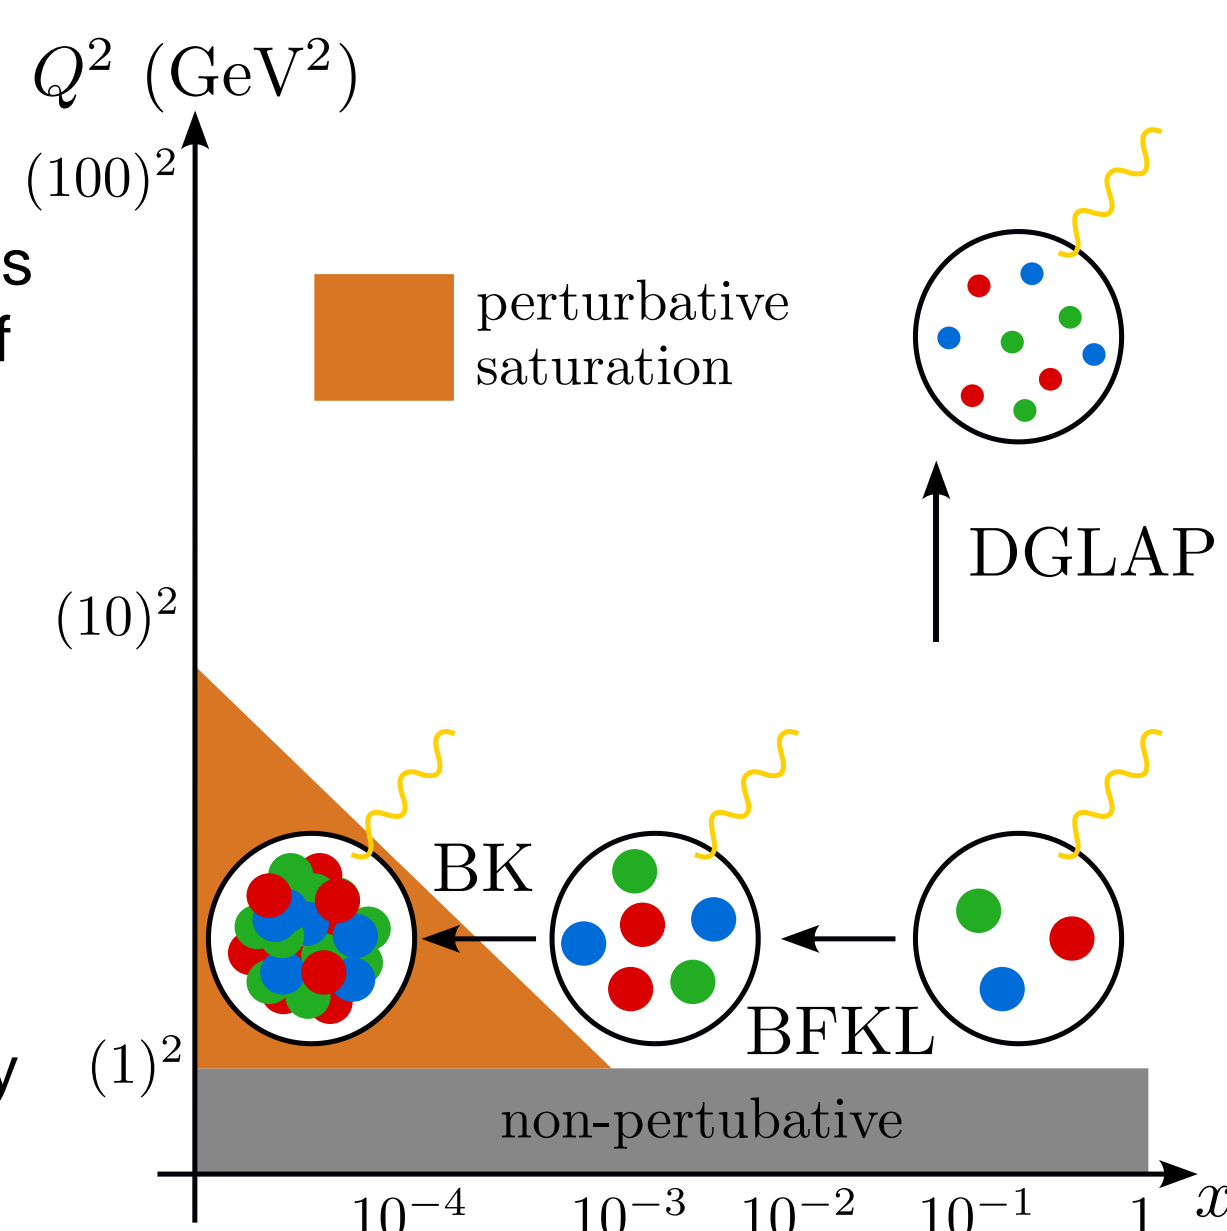 Q² (GeV²)
(100)²
s
f
perturbative
saturation
DGLAP
(10)²
BK
BFKL
(1)²
y
non-pertubative
10⁻⁴ 10⁻³ 10⁻² 10⁻¹ 1 x